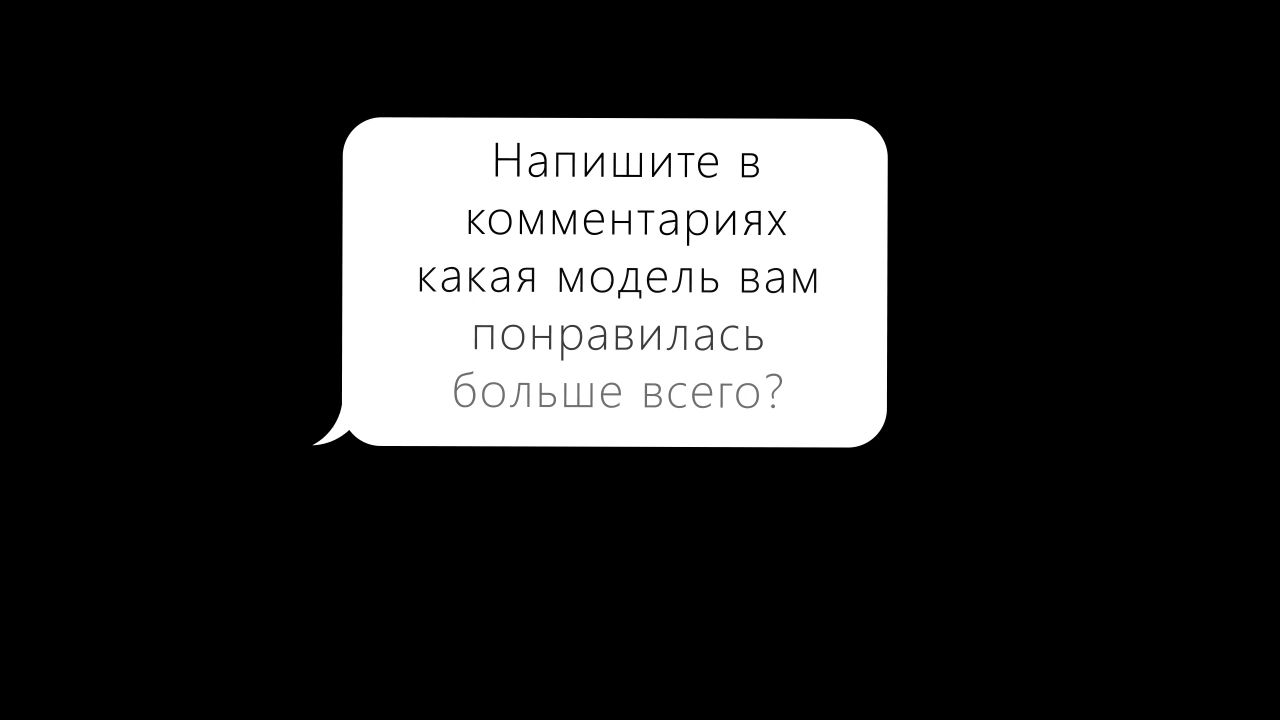 Напишите в
комментариях
какая модель вам
понравилась
больше всего?